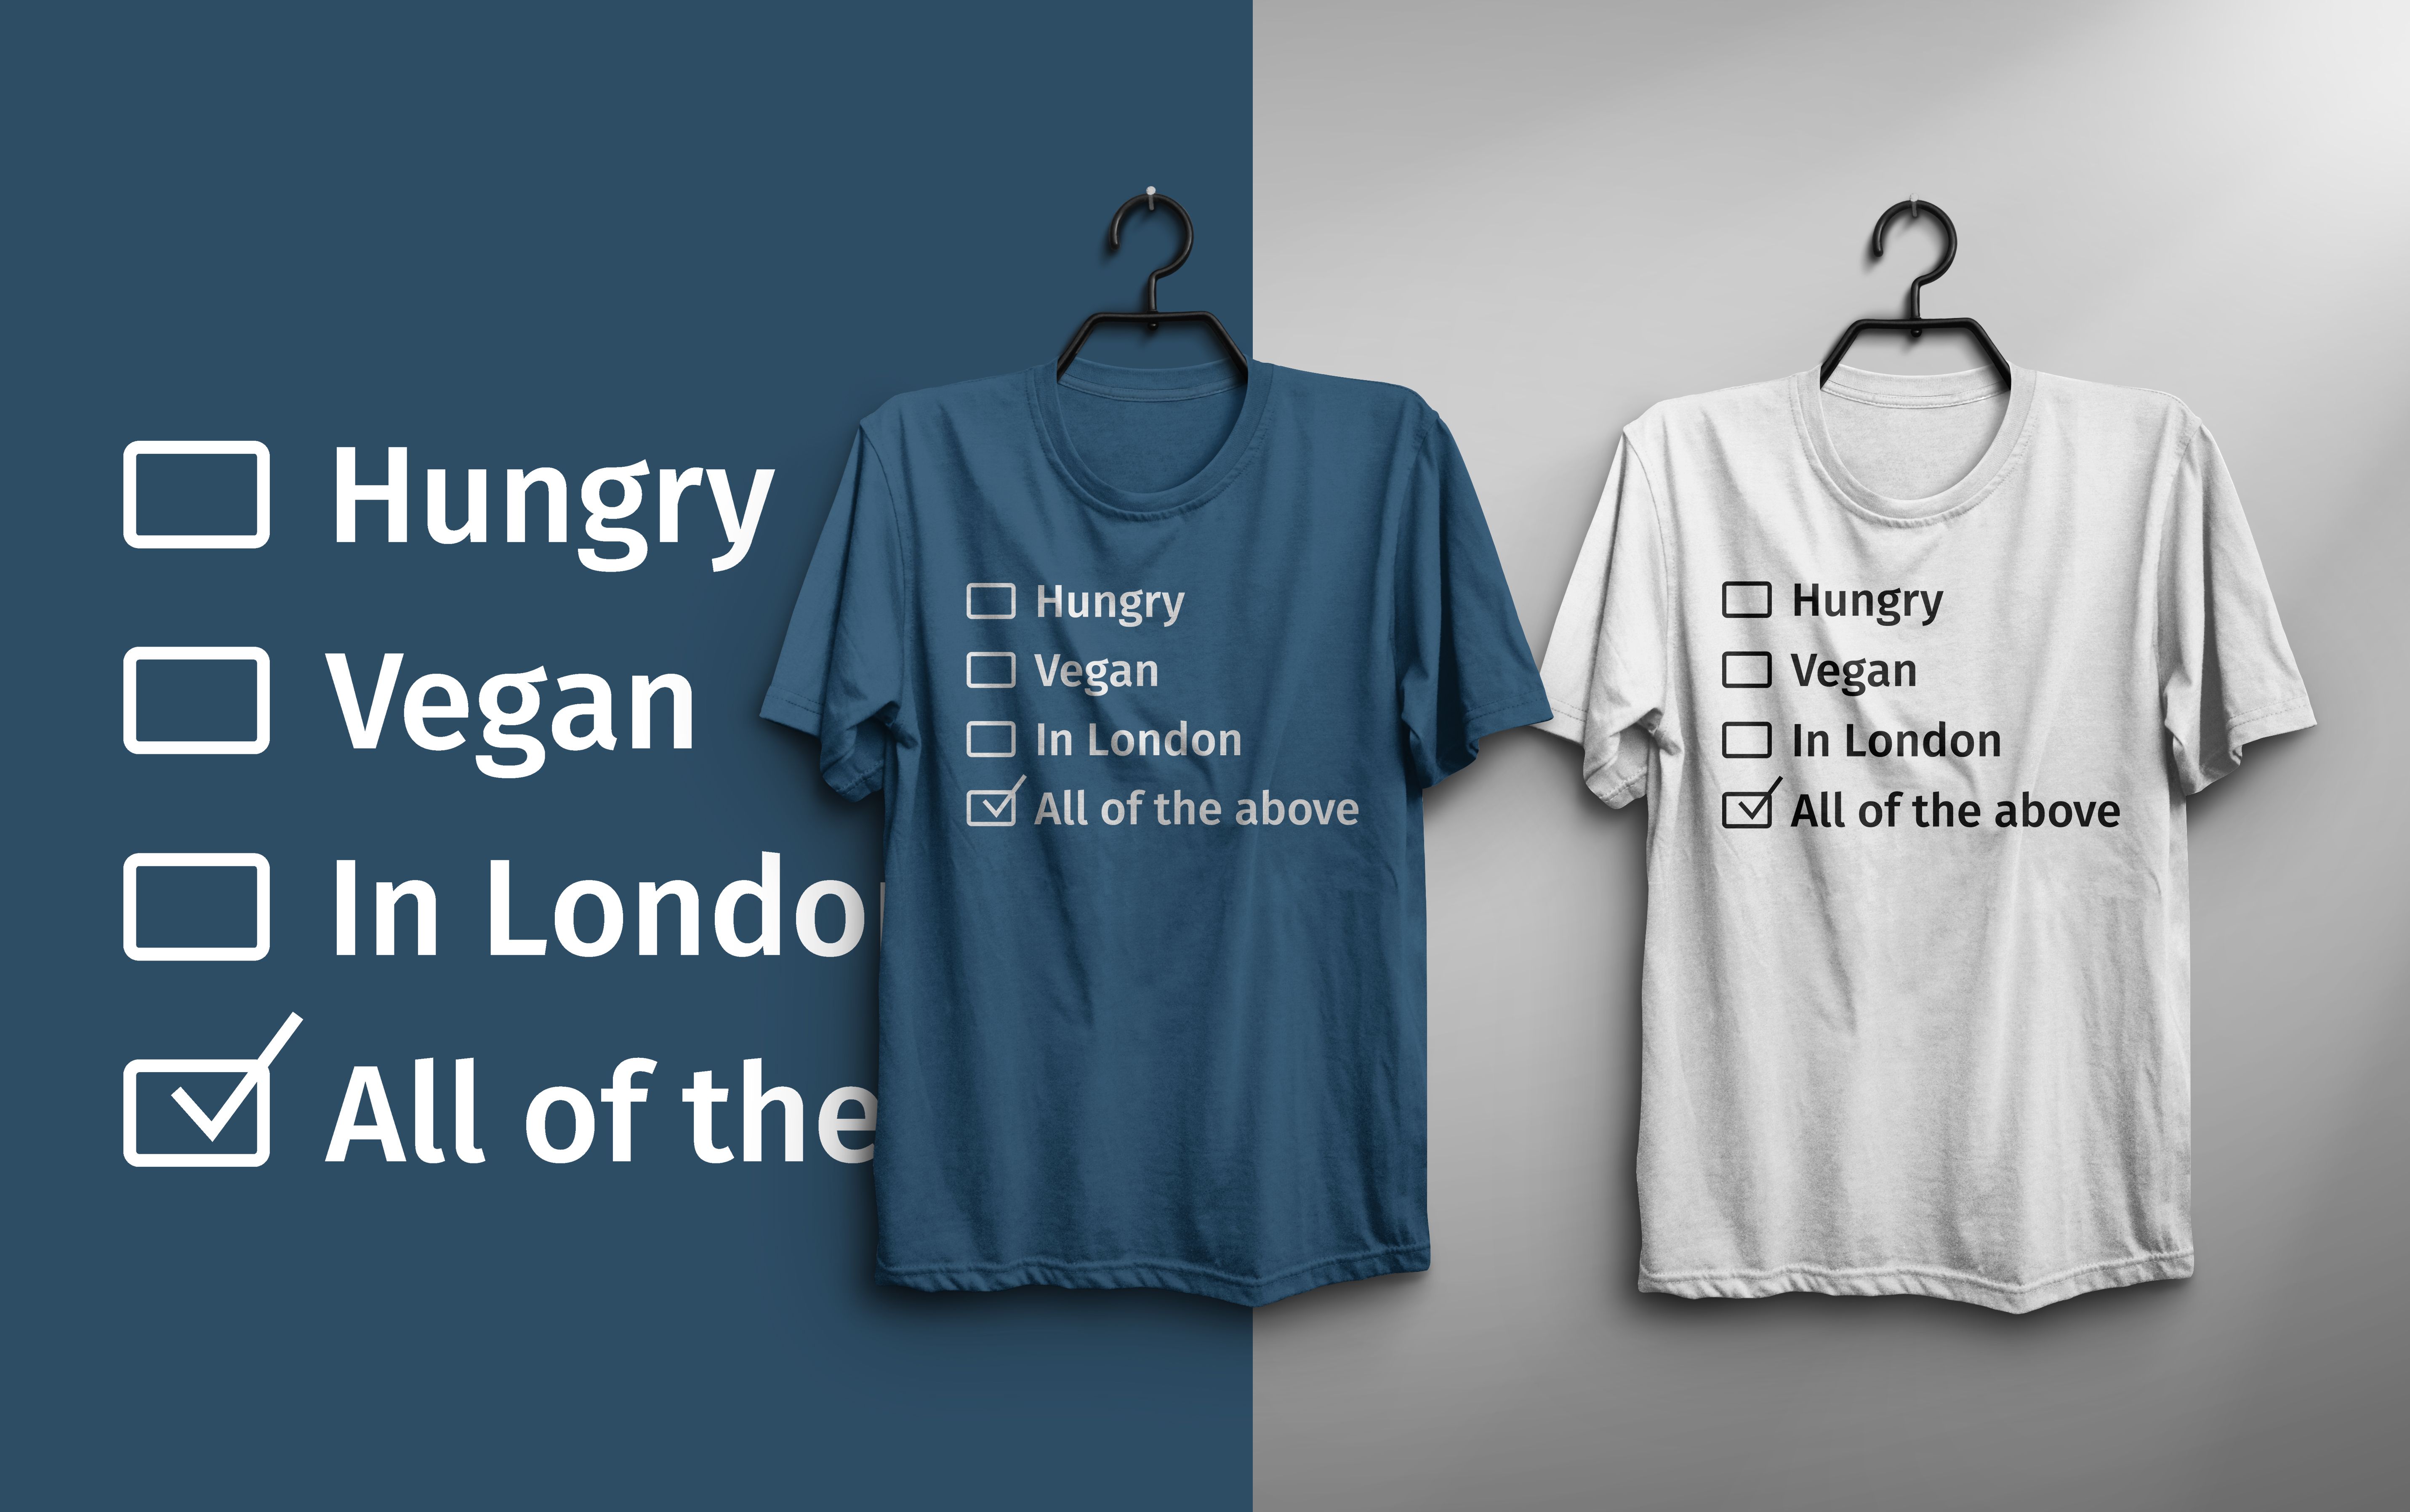 Hungry
Vegan
In Londo
All of the
Hungry
Vegan
In London
All of the above
Hungry
Vegan
In London
All of the above